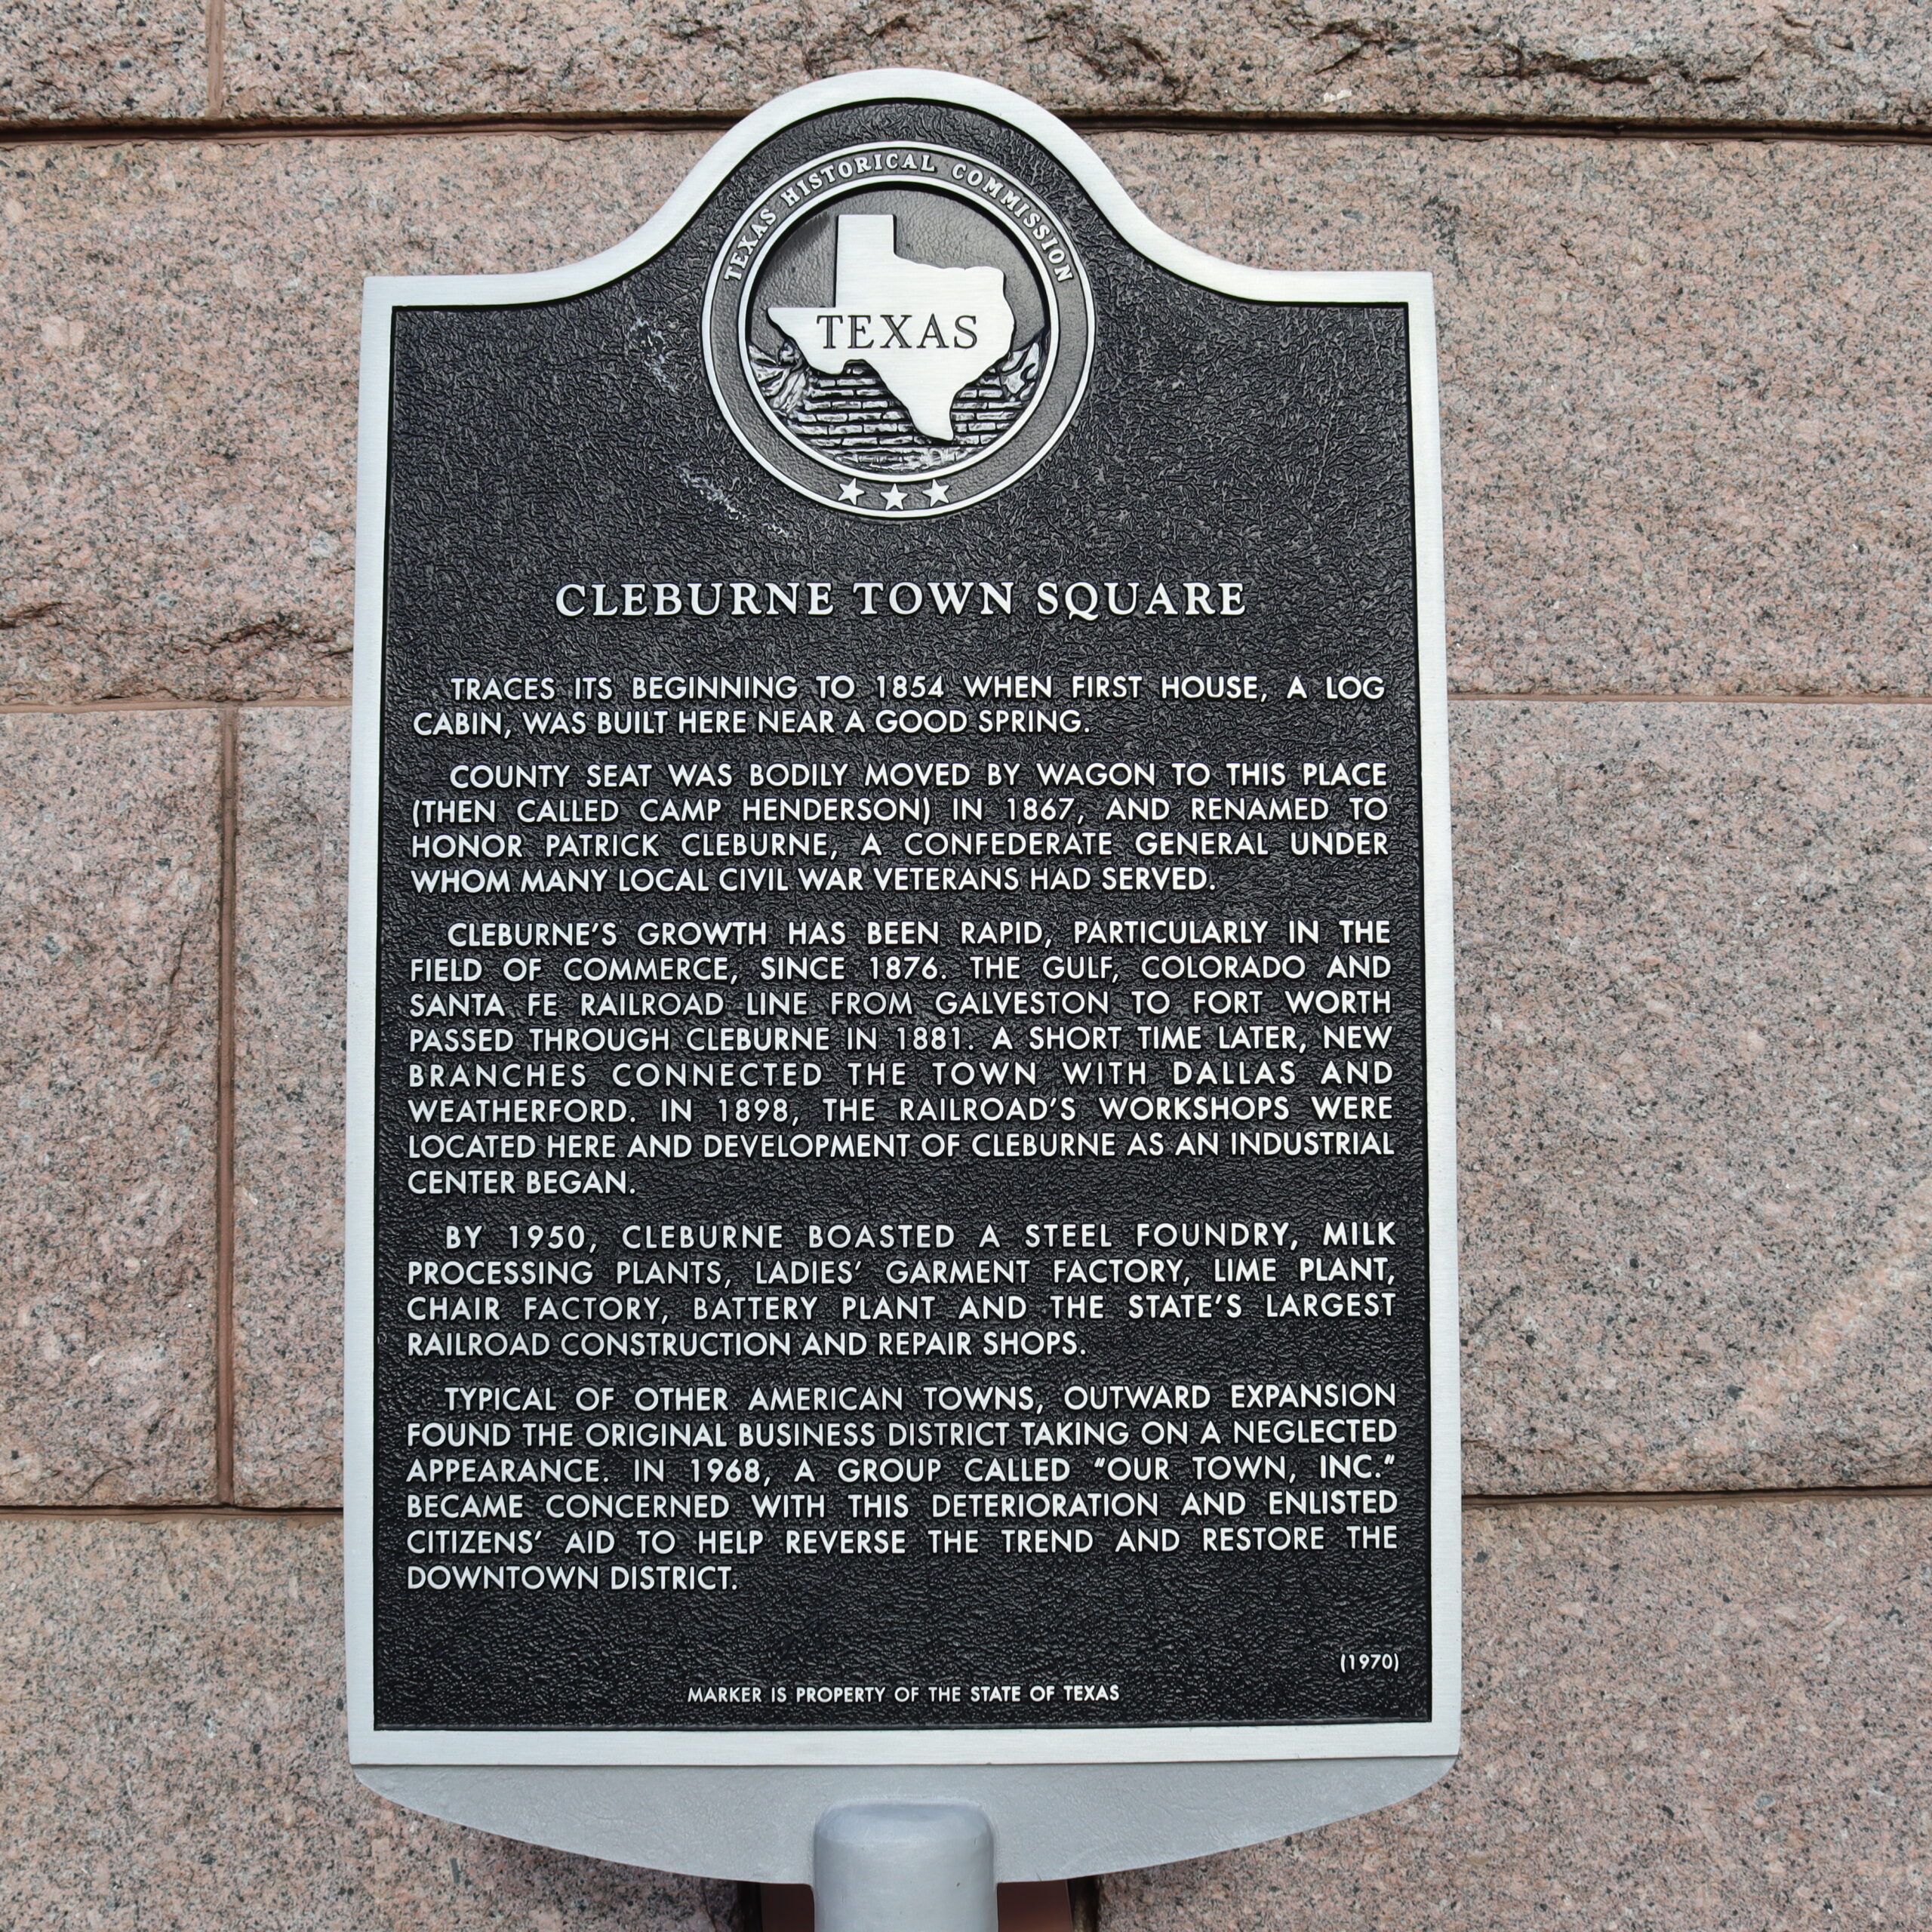 TEXAS HISTORICAL COMMISSION
TEXAS
CLEBURNE TOWN SQUARE
TRACES ITS BEGINNING TO 1854 WHEN FIRST HOUSE, A LOG
CABIN, WAS BUILT HERE NEAR A GOOD SPRING.
COUNTY SEAT WAS BODILY MOVED BY WAGON TO THIS PLACE
(THEN CALLED CAMP HENDERSON) IN 1867, AND RENAMED TO
HONOR PATRICK CLEBURNE, A CONFEDERATE GENERAL UNDER
WHOM MANY LOCAL CIVIL WAR VETERANS HAD SERVED.
CLEBURNE'S GROWTH HAS BEEN RAPID, PARTICULARLY IN THE
FIELD OF COMMERCE, SINCE 1876. THE GULF, COLORADO AND
SANTA FE RAILROAD LINE FROM GALVESTON TO FORT WORTH
PASSED THROUGH CLEBURNE IN 1881. A SHORT TIME LATER, NEW
BRANCHES CONNECTED THE TOWN WITH DALLAS AND
WEATHERFORD. IN 1898, THE RAILROAD'S WORKSHOPS WERE
LOCATED HERE AND DEVELOPMENT OF CLEBURNE AS AN INDUSTRIAL
CENTER BEGAN.
BY 1950, CLEBURNE BOASTED A STEEL FOUNDRY, MILK
PROCESSING PLANTS, LADIES' GARMENT FACTORY, LIME PLANT,
CHAIR FACTORY, BATTERY PLANT AND THE STATE'S LARGEST
RAILROAD CONSTRUCTION AND REPAIR SHOPS.
TYPICAL OF OTHER AMERICAN TOWNS, OUTWARD EXPANSION
FOUND THE ORIGINAL BUSINESS DISTRICT TAKING ON A NEGLECTED
APPEARANCE. IN 1968, A GROUP CALLED "OUR TOWN, INC."
BECAME CONCERNED WITH THIS DETERIORATION AND ENLISTED
CITIZENS' AID TO HELP REVERSE THE TREND AND RESTORE THE
DOWNTOWN DISTRICT.
(1970)
MARKER IS PROPERTY OF THE STATE OF TEXAS